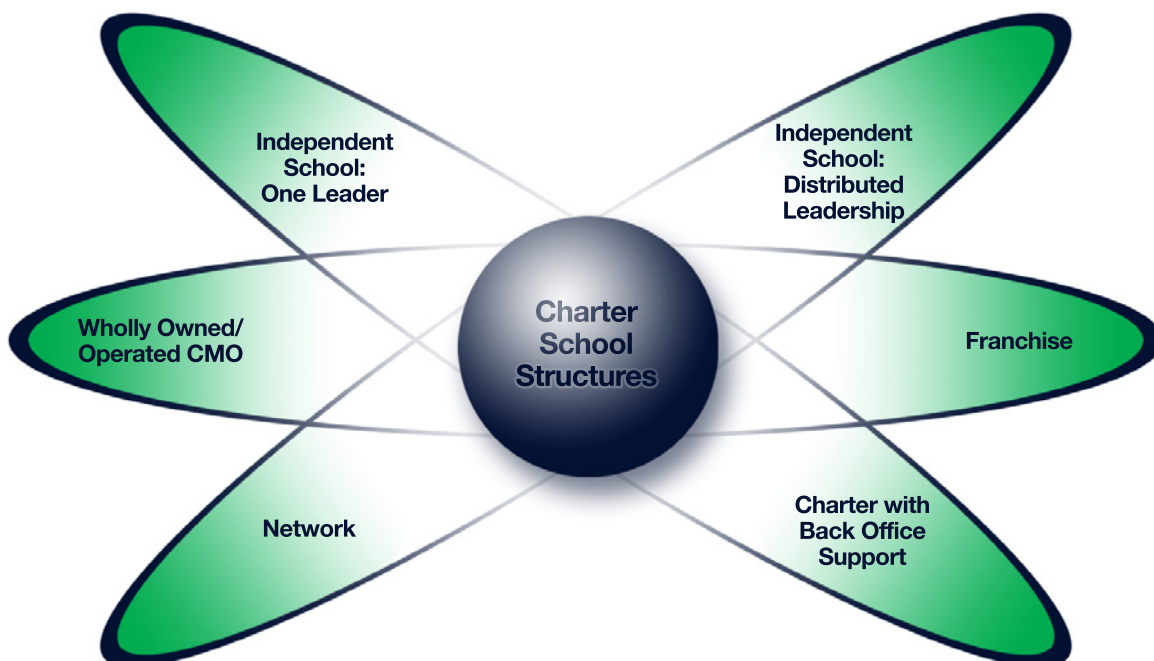 Independent
School:
One Leader
Independent
School:
Distributed
Leadership
Wholly Owned/
Operated CMO
Charter
School
Structures
Franchise
Network
Charter with
Back Office
Support